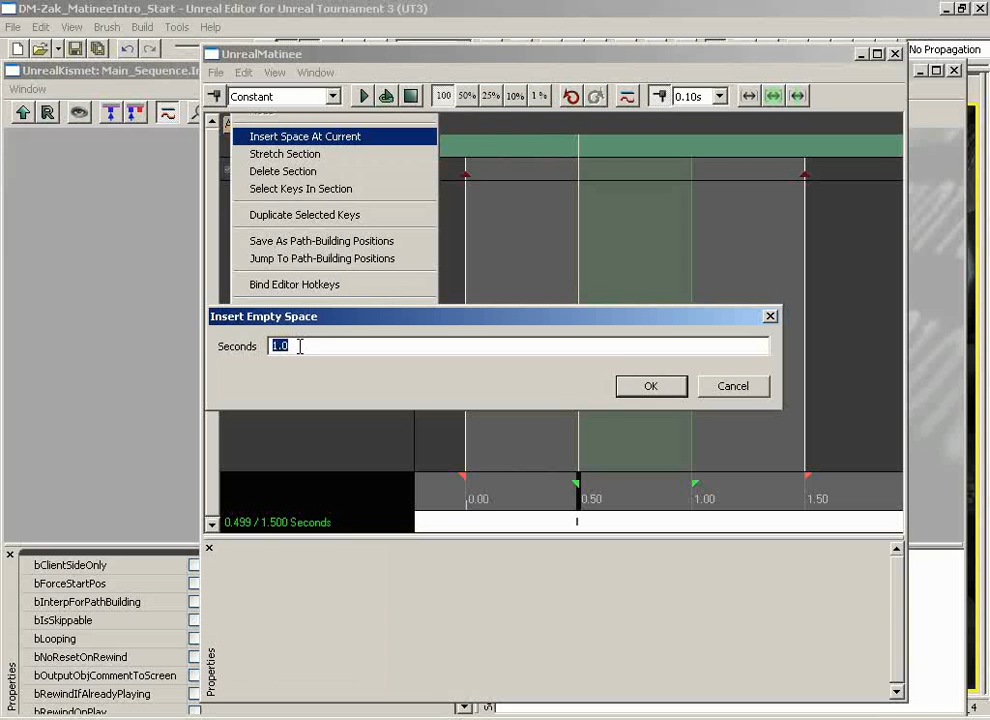 DM-Zak_MatineeIntro_Start - Unreal Editor for Unreal Tournament 3 (UT3)
File Edit View Brush Build Tools Help
No Propagation
UnrealKismet: Main_Sequence.In
Window
UnrealMatinee
File Edit View Window
Constant
100 50% 25% 10% 1 %
0.10s
Insert Space At Current
Stretch Section
Delete Section
Select Keys In Section
Duplicate Selected Keys
Save As Path-Building Positions
Jump To Path-Building Positions
Bind Editor Hotkeys
Insert Empty Space
Seconds 1.0
OK Cancel
0.00 0.50 1.00 1.50
0.499 / 1.500 Seconds
Properties
bClientSideOnly
bForceStartPos
bInterpForPathBuilding
bIsSkippable
bLooping
bNoResetOnRewind
bOutputObjCommentToScreen
bRewindIfAlreadyPlaying
bRewindOnPlay
Properties
4